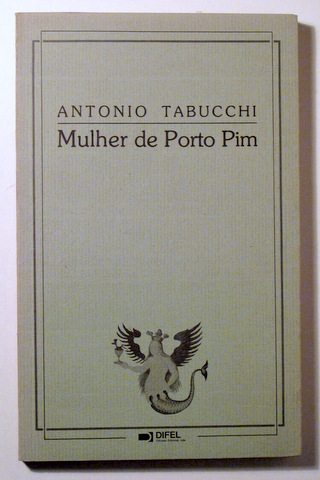 ANTONIO TABUCCHI
Mulher de Porto Pim
DIFEL